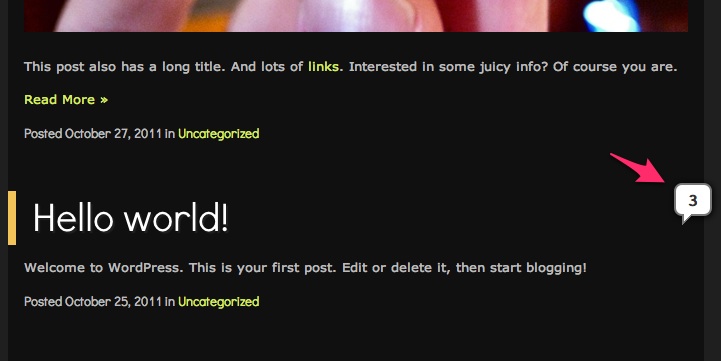 This post also has a long title. And lots of links. Interested in some juicy info? Of course you are.
Read More »
Posted October 27, 2011 in Uncategorized
3
Hello world!
Welcome to WordPress. This is your first post. Edit or delete it, then start blogging!
Posted October 25, 2011 in Uncategorized